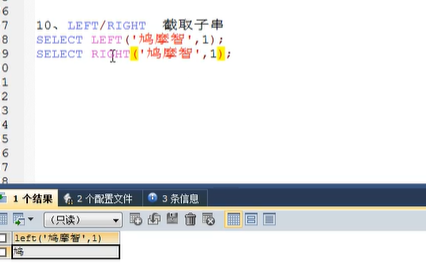 6
7
8
9
0
1
2
3
4
5
6
7
8
10、LEFT/RIGHT 截取子串
SELECT LEFT('鸠摩智',1);
SELECT RIGHT('鸠摩智',1);
1 个结果 2 个配置文件 3 条信息
(只读)
left('鸠摩智',1)
鸠